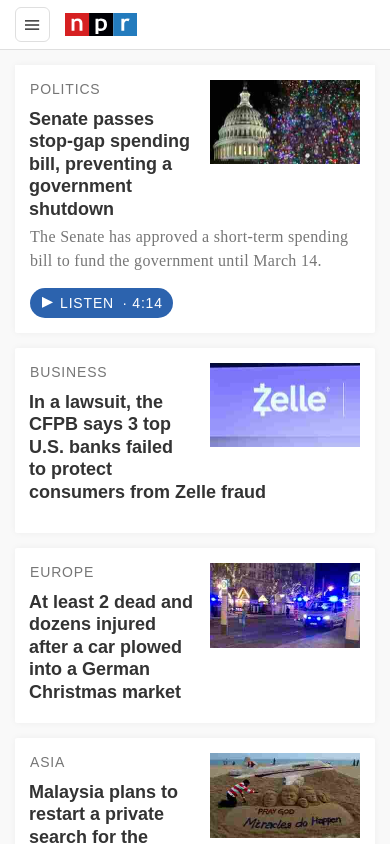 npr
POLITICS
Senate passes
stop-gap spending
bill, preventing a
government
shutdown
The Senate has approved a short-term spending
bill to fund the government until March 14.
LISTEN · 4:14
BUSINESS
Zelle
In a lawsuit, the
CFPB says 3 top
U.S. banks failed
to protect
consumers from Zelle fraud
EUROPE
At least 2 dead and
dozens injured
after a car plowed
into a German
Christmas market
ASIA
Malaysia plans to
restart a private
search for the
PRAY GOD
Miracles do Happen